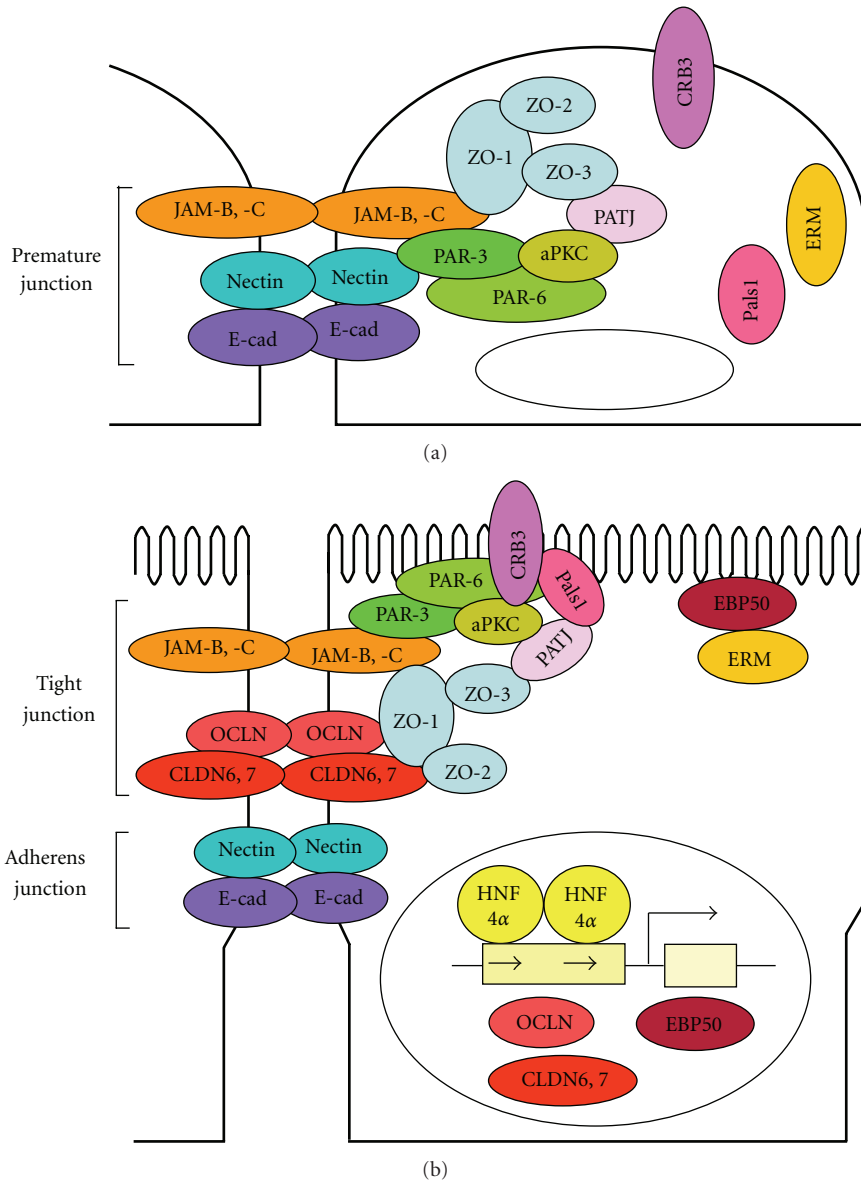 CRB3
ZO-2
ZO-1
ZO-3
JAM-B, -C
JAM-B, -C
PATJ
ERM
Premature
junction
PAR-3
aPKC
Nectin
Nectin
PAR-6
Pals1
E-cad
E-cad
(a)
CRB3
PAR-6
Pals1
PAR-3
aPKC
EBP50
PATJ
JAM-B, -C
JAM-B, -C
ERM
Tight
junction
ZO-3
ZO-1
OCLN
OCLN
CLDN6, 7
CLDN6, 7
ZO-2
Adherens
junction
Nectin
Nectin
E-cad
E-cad
HNF
4α
HNF
4α
OCLN
EBP50
CLDN6, 7
(b)